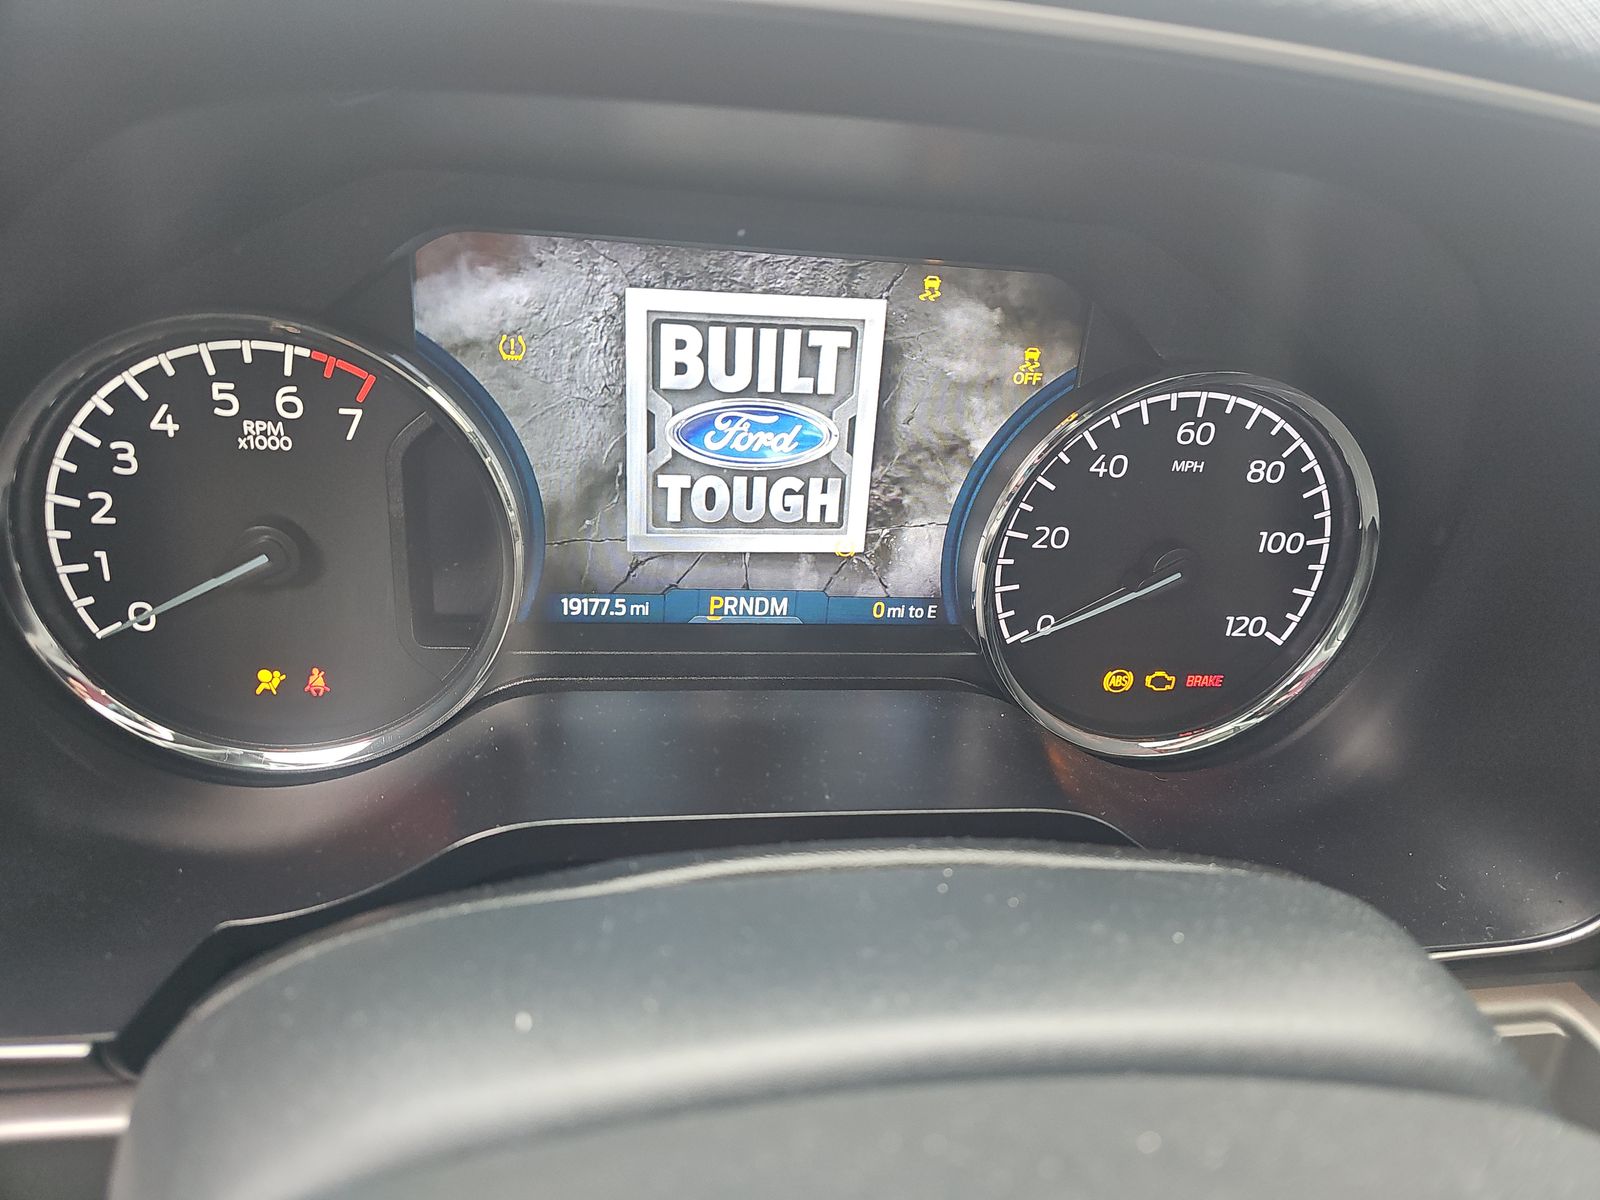 BUILT
Ford
TOUGH
OFF
19177.5 mi
PRNDM
0 mi to E
0
1
2
3
4
5
6
7
RPM
x1000
0
20
40
60
80
100
120
MPH
ABS
BRAKE